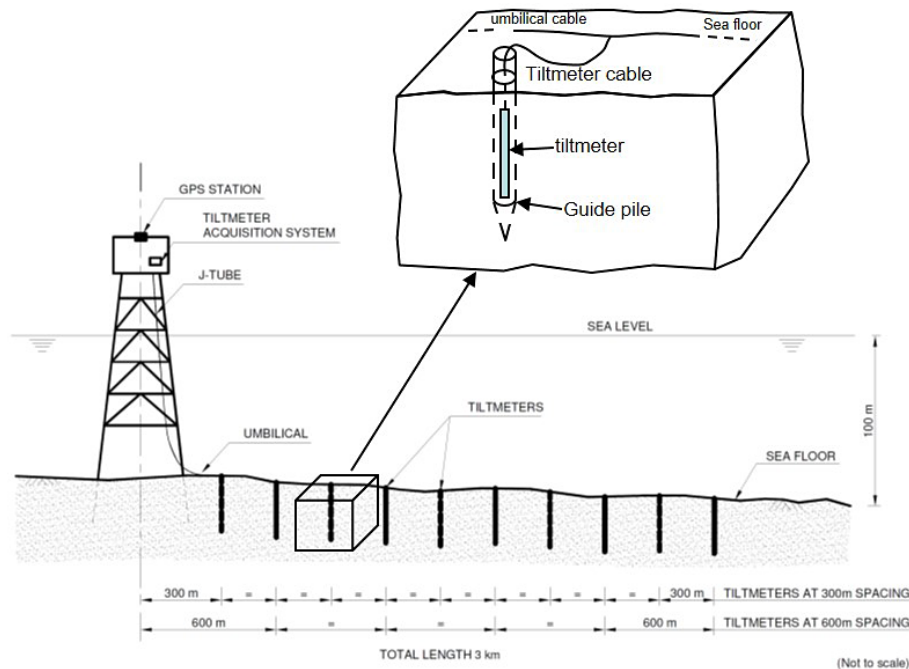 umbilical cable
Sea floor
Tiltmeter cable
tiltmeter
Guide pile
GPS STATION
TILTMETER
ACQUISITION SYSTEM
J-TUBE
SEA LEVEL
100 m
TILTMETERS
UMBILICAL
SEA FLOOR
300 m = = = = = = = = 300 m TILTMETERS AT 300m SPACING
600 m = = = 600 m TILTMETERS AT 600m SPACING
TOTAL LENGTH 3 km
(Not to scale)